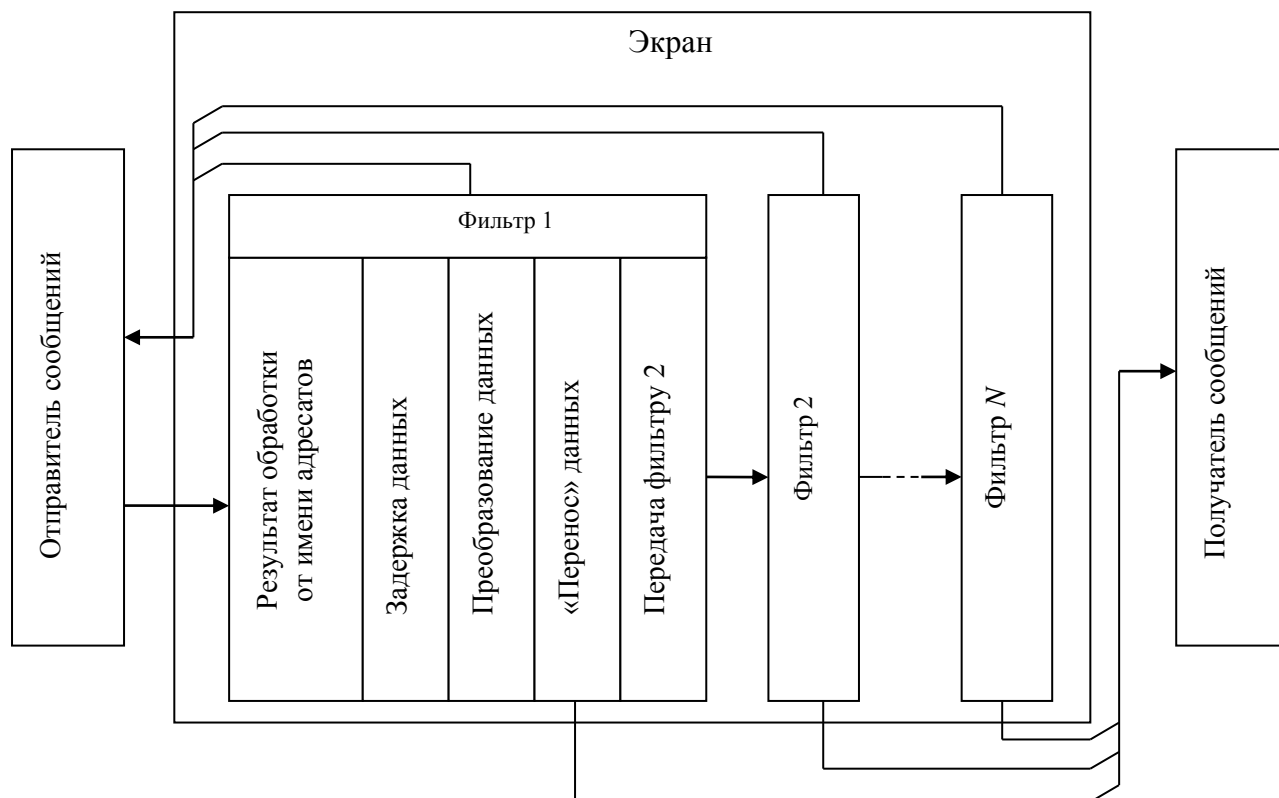 Экран
Отправитель сообщений
Фильтр 1
Результат обработки
от имени адресатов
Задержка данных
Преобразование данных
«Перенос» данных
Передача фильтру 2
Фильтр 2
Фильтр N
Получатель сообщений